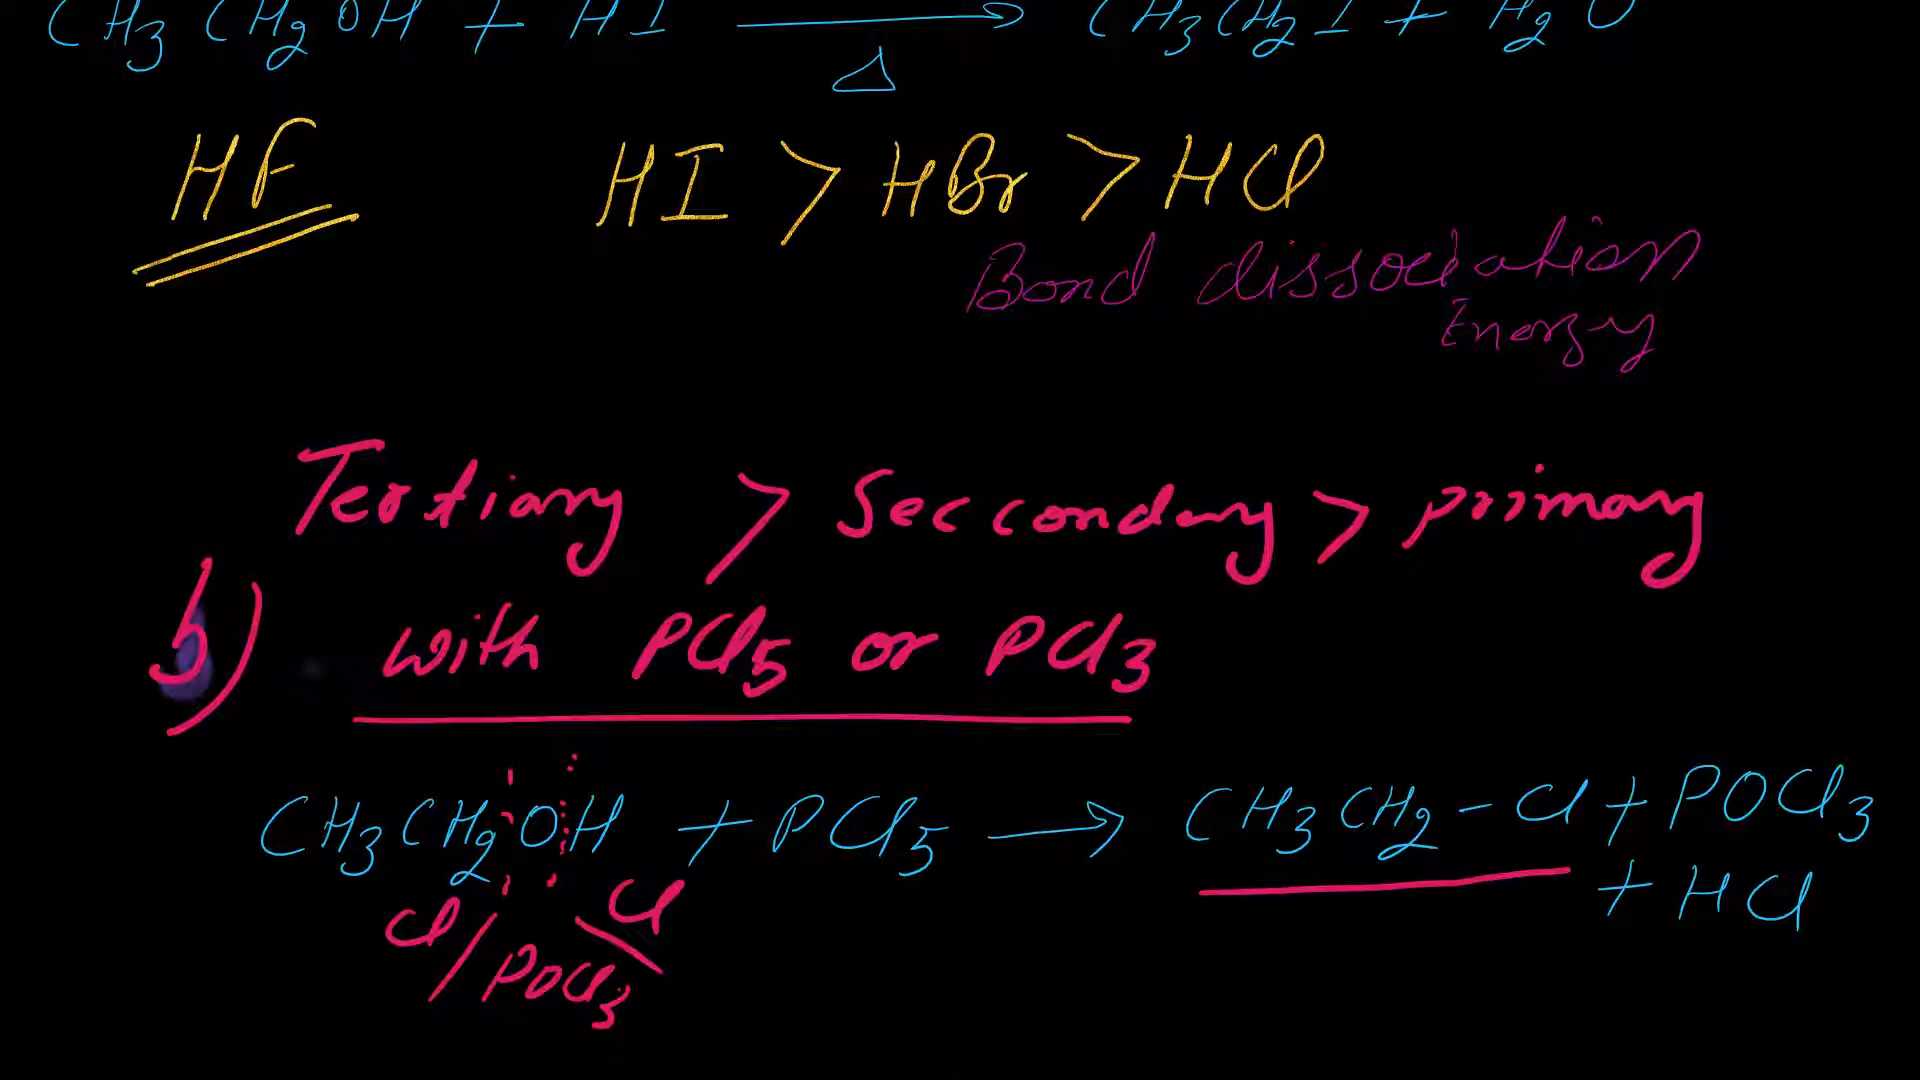 CH3CH2OH + HI → CH3CH2I + H2O
Δ
HF HI > HBr > HCl
Bond dissociation
Energy
Tertiary > Seccondary > primary
b) with PCl5 or PCl3
CH3CH2OH + PCl5 → CH3CH2-Cl + POCl3
+ HCl
Cl / POCl3 \ Cl